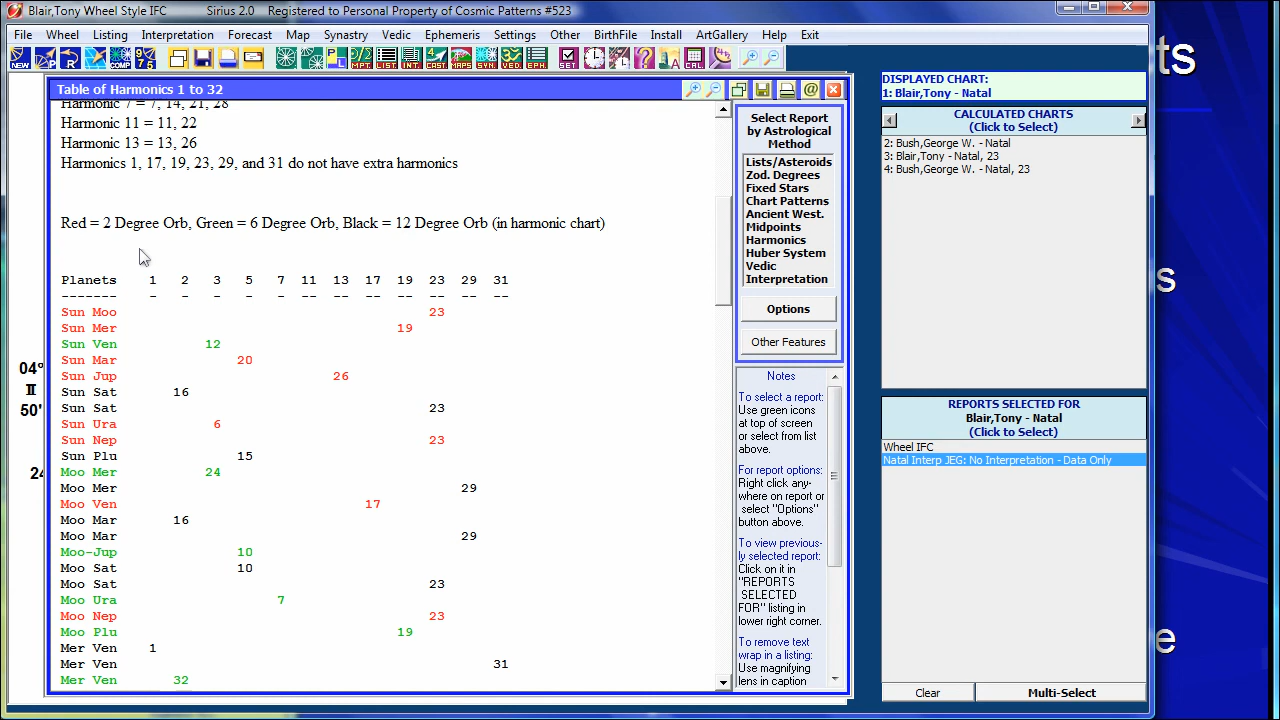 Blair,Tony Wheel Style IFC Sirius 2.0 Registered to Personal Property of Cosmic Patterns #523
File Wheel Listing Interpretation Forecast Map Synastry Vedic Ephemeris Settings Other BirthFile Install ArtGallery Help Exit
Table of Harmonics 1 to 32
Harmonic 7 = 7, 14, 21, 28
Harmonic 11 = 11, 22
Harmonic 13 = 13, 26
Harmonics 1, 17, 19, 23, 29, and 31 do not have extra harmonics
Red = 2 Degree Orb, Green = 6 Degree Orb, Black = 12 Degree Orb (in harmonic chart)
Planets 1 2 3 5 7 11 13 17 19 23 29 31
------- - - - - - -- -- -- -- -- -- --
Sun Moo 23
Sun Mer 19
Sun Ven 12
Sun Mar 20
Sun Jup 26
Sun Sat 16
Sun Sat 23
Sun Ura 6
Sun Nep 23
Sun Plu 15
Moo Mer 24
Moo Mer 29
Moo Ven 17
Moo Mar 16
Moo Mar 29
Moo-Jup 10
Moo Sat 10
Moo Sat 23
Moo Ura 7
Moo Nep 23
Moo Plu 19
Mer Ven 1
Mer Ven 31
Mer Ven 32
04°
II
50'
24
Select Report
by Astrological
Method
Lists/Asteroids
Zod. Degrees
Fixed Stars
Chart Patterns
Ancient West.
Midpoints
Harmonics
Huber System
Vedic
Interpretation
Options
Other Features
Notes
To select a report:
Use green icons
at top of screen
or select from list
above.
For report options:
Right click any-
where on report or
select "Options"
button above.
To view previous-
ly selected report:
Click on it in
"REPORTS
SELECTED
FOR" listing in
lower right corner.
To remove text
wrap in a listing:
Use magnifying
lens in caption
DISPLAYED CHART:
1: Blair,Tony - Natal
CALCULATED CHARTS
(Click to Select)
2: Bush,George W. - Natal
3: Blair,Tony - Natal, 23
4: Bush,George W. - Natal, 23
REPORTS SELECTED FOR
Blair,Tony - Natal
(Click to Select)
Wheel IFC
Natal Interp JEG: No Interpretation - Data Only
Clear Multi-Select
ts
s
e